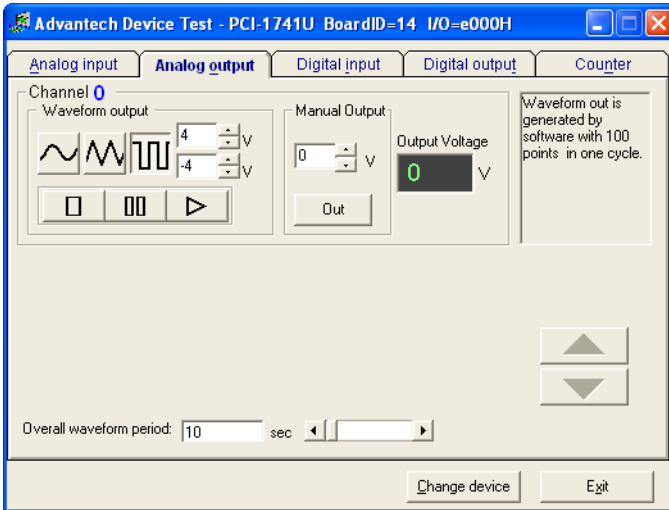 Advantech Device Test - PCI-1741U BoardID=14 I/O=e000H
Analog input
Analog output
Digital input
Digital output
Counter
Channel 0
Waveform output
4 V
-4 V
Manual Output
0 V
Out
Output Voltage
0 V
Waveform out is
generated by
software with 100
points in one cycle.
Overall waveform period: 10 sec
Change device
Exit